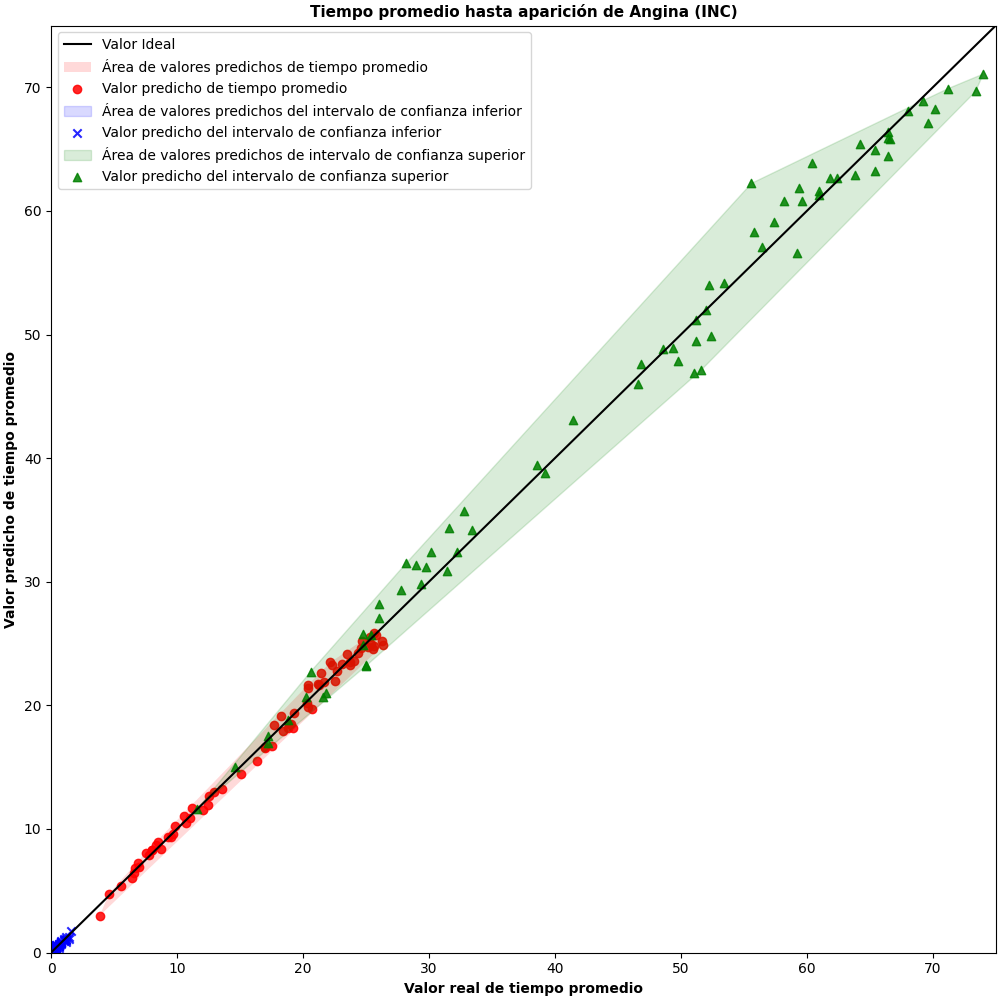 Tiempo promedio hasta aparición de Angina (INC)
Valor Ideal
Área de valores predichos de tiempo promedio
Valor predicho de tiempo promedio
Área de valores predichos del intervalo de confianza inferior
Valor predicho del intervalo de confianza inferior
Área de valores predichos de intervalo de confianza superior
Valor predicho del intervalo de confianza superior
Valor predicho de tiempo promedio
70
60
50
40
30
20
10
0
0 10 20 30 40 50 60 70
Valor real de tiempo promedio